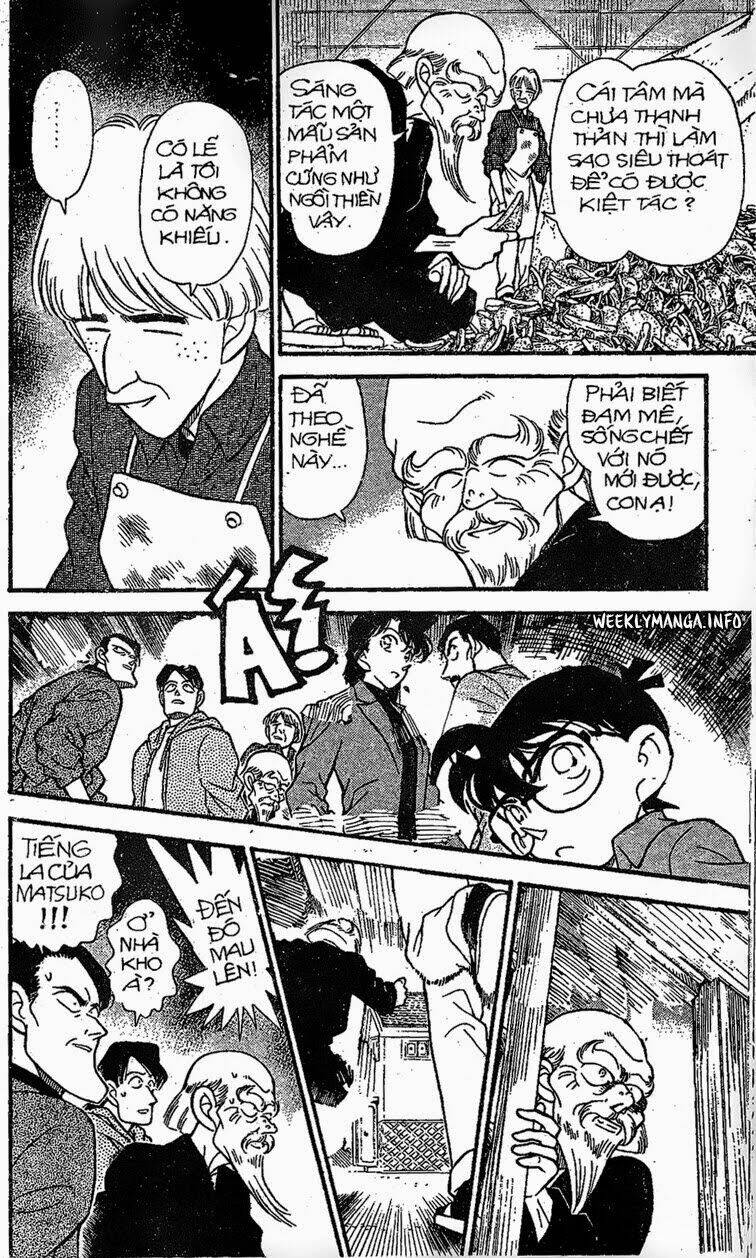 ......
CÓ LẼ
LÀ TÔI
KHÔNG
CÓ NĂNG
KHIẾU.
SÁNG
TÁC MỘT
MẪU SẢN
PHẨM
CŨNG NHƯ
NGỒI THIỀN
VẬY.
CÁI TÂM MÀ
CHƯA THANH
THẢN THÌ LÀM
SAO SIÊU THOÁT
ĐỂ CÓ ĐƯỢC
KIỆT TÁC?
ĐÃ
THEO
NGHỀ
NÀY...
PHẢI BIẾT
ĐAM MÊ,
SỐNG CHẾT
VỚI NÓ
MỚI ĐƯỢC,
CON Ạ!
WEEKLYMANGA.INFO
Á!
TIẾNG
LA CỦA
MATSUKO
!!!
Ở
NHÀ
KHO
À?
ĐẾN
ĐÓ
MAU
LÊN!